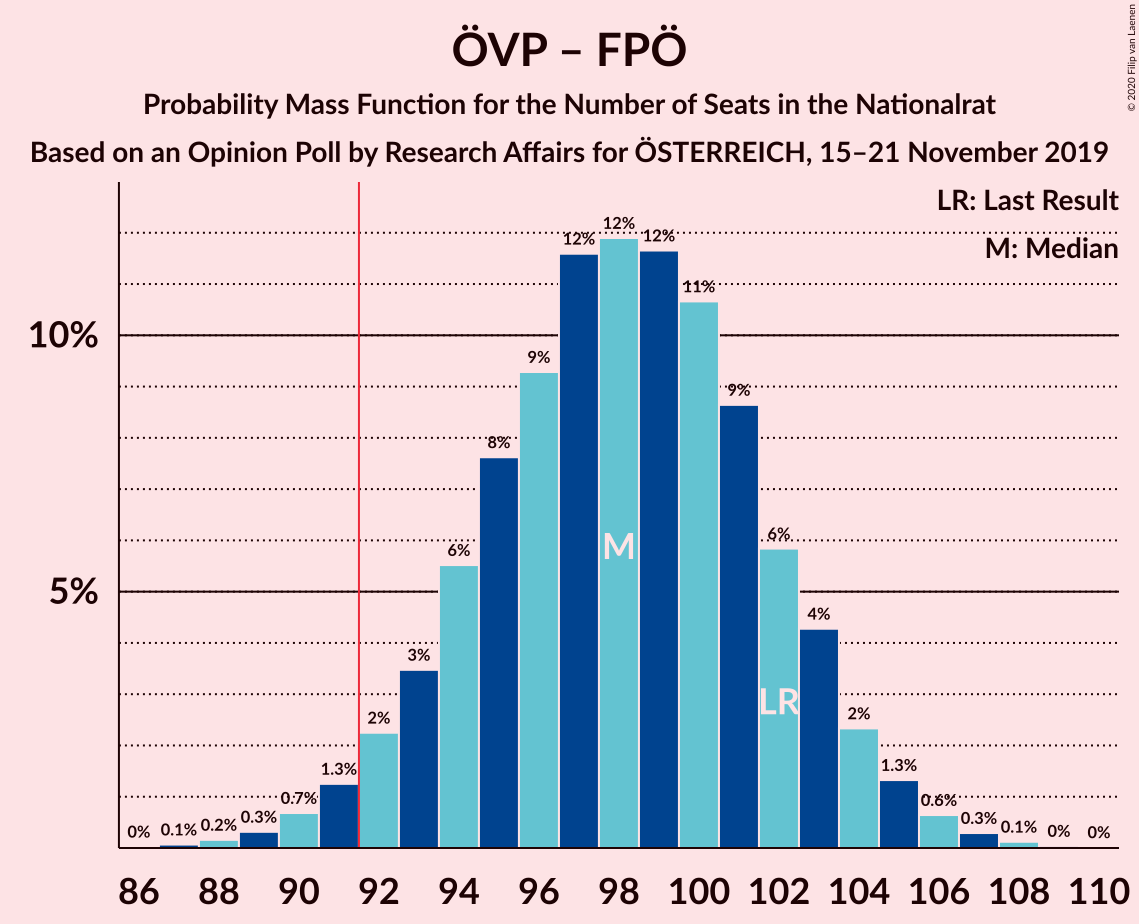 ÖVP – FPÖ
Probability Mass Function for the Number of Seats in the Nationalrat
Based on an Opinion Poll by Research Affairs for ÖSTERREICH, 15–21 November 2019
© 2020 Filip van Laenen
LR: Last Result
M: Median
10%
5%
0% 0.1% 0.2% 0.3% 0.7% 1.3% 2% 3% 6% 8% 9% 12% 12% 12% 11% 9% 6% 4% 2% 1.3% 0.6% 0.3% 0.1% 0% 0%
M
LR
86 88 90 92 94 96 98 100 102 104 106 108 110